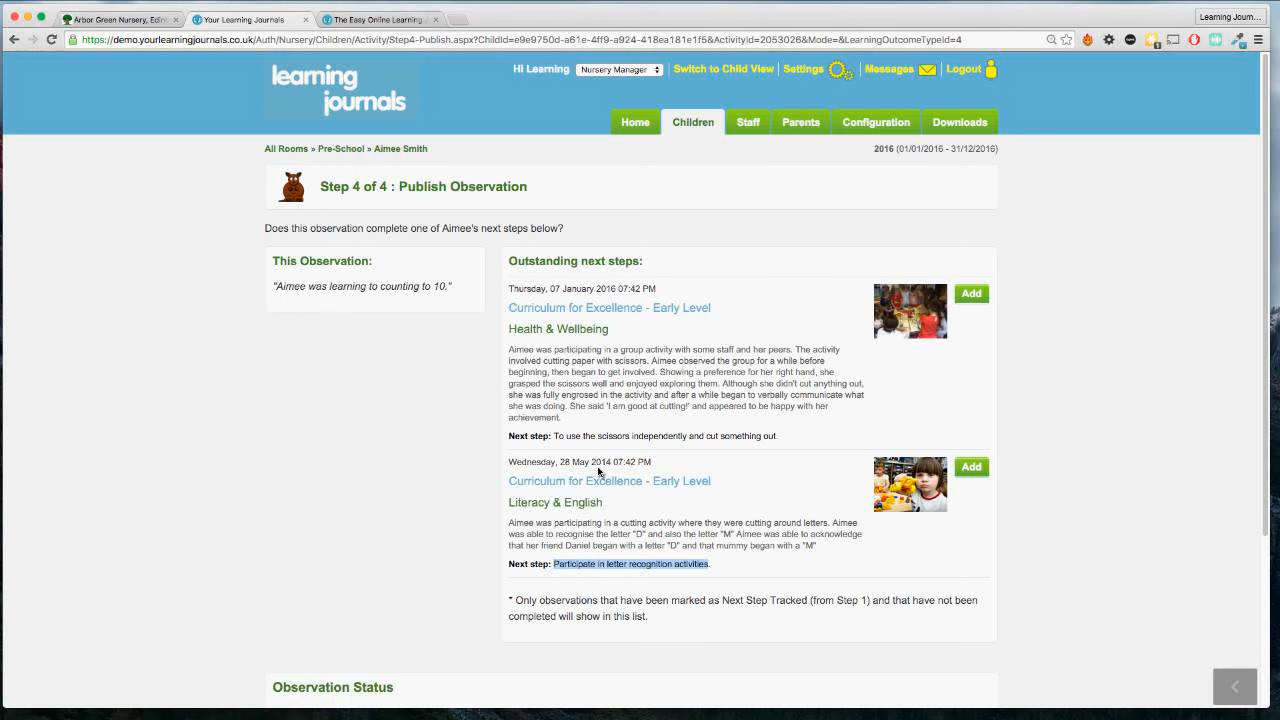 Arbor Green Nursery, Edin
Your Learning Journals
The Easy Online Learning J
Learning Journ...
https://demo.yourlearningjournals.co.uk/Auth/Nursery/Children/Activity/Step4-Publish.aspx?ChildId=e9e9750d-a61e-4ff9-a924-418ea181e1f5&ActivityId=2053026&Mode=&LearningOutcomeTypeId=4
learning
journals
Hi Learning Nursery Manager Switch to Child View Settings Messages Logout
Home Children Staff Parents Configuration Downloads
All Rooms » Pre-School » Aimee Smith
2016 (01/01/2016 - 31/12/2016)
Step 4 of 4 : Publish Observation
Does this observation complete one of Aimee's next steps below?
This Observation:
"Aimee was learning to counting to 10."
Outstanding next steps:
Thursday, 07 January 2016 07:42 PM
Add
Curriculum for Excellence - Early Level
Health & Wellbeing
Aimee was participating in a group activity with some staff and her peers. The activity
involved cutting paper with scissors. Aimee observed the group for a while before
beginning, then began to get involved. Showing a preference for her right hand, she
grasped the scissors well and enjoyed exploring them. Although she didn't cut anything out,
she was fully engrosed in the activity and after a while began to verbally communicate what
she was doing. She said 'I am good at cutting!' and appeared to be happy with her
achievement.
Next step: To use the scissors independently and cut something out.
Wednesday, 28 May 2014 07:42 PM
Add
Curriculum for Excellence - Early Level
Literacy & English
Aimee was participating in a cutting activity where they were cutting around letters. Aimee
was able to recognise the letter "D" and also the letter "M" Aimee was able to acknowledge
that her friend Daniel began with a letter "D" and that mummy began with a "M"
Next step: Participate in letter recognition activities.
* Only observations that have been marked as Next Step Tracked (from Step 1) and that have not been
completed will show in this list.
Observation Status